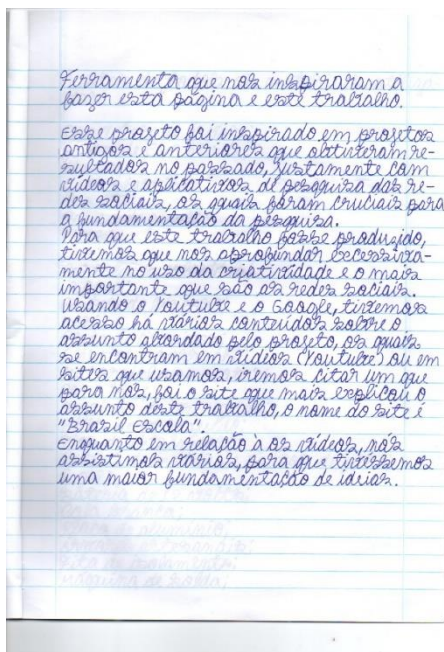 Ferramenta que nos inspiraram a
fazer esta página e este trabalho.
Esse projeto foi inspirado em projetos
antigos e anteriores que obtiveram re-
sultados no passado, justamente com
vídeos e aplicativos de pesquisa das re-
des sociais, os quais foram cruciais para
a fundamentação da pesquisa.
Para que este trabalho fosse produzido,
tivemos que nos aprofundar excessiva-
mente no uso da criatividade e o mais
importante que são as redes sociais.
Usando o Youtube e o Google, tivemos
acesso há vários conteúdos sobre o
assunto abordado pelo projeto, os quais
se encontram em vídeos (Youtube) ou em
sites que usamos, iremos citar um que
para nós, foi o site que mais explicou o
assunto deste trabalho, o nome do site é
"Brasil Escola".
Enquanto em relação à os vídeos, nós
assistimos vários, para que tivéssemos
uma maior fundamentação de ideias.